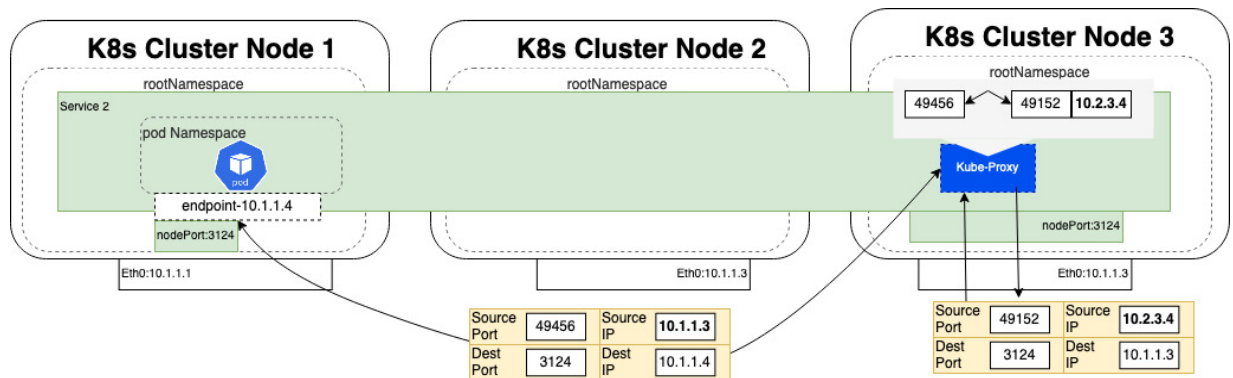 K8s Cluster Node 1
rootNamespace
Service 2
pod Namespace
pod
endpoint-10.1.1.4
nodePort:3124
Eth0:10.1.1.1
K8s Cluster Node 2
rootNamespace
Eth0:10.1.1.3
K8s Cluster Node 3
rootNamespace
49456
49152 10.2.3.4
Kube-Proxy
nodePort:3124
Eth0:10.1.1.3
Source Port 49456 Source IP 10.1.1.3
Dest Port 3124 Dest IP 10.1.1.4
Source Port 49152 Source IP 10.2.3.4
Dest Port 3124 Dest IP 10.1.1.3